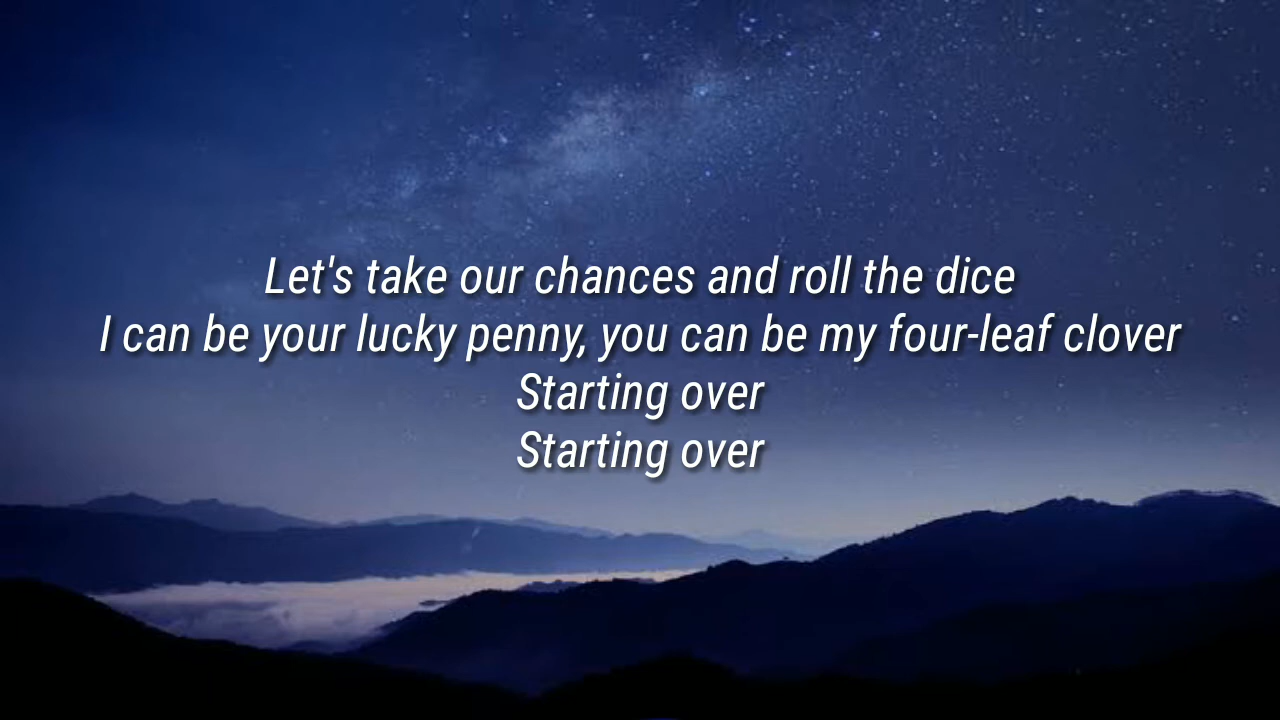 Let's take our chances and roll the dice
I can be your lucky penny, you can be my four-leaf clover
Starting over
Starting over